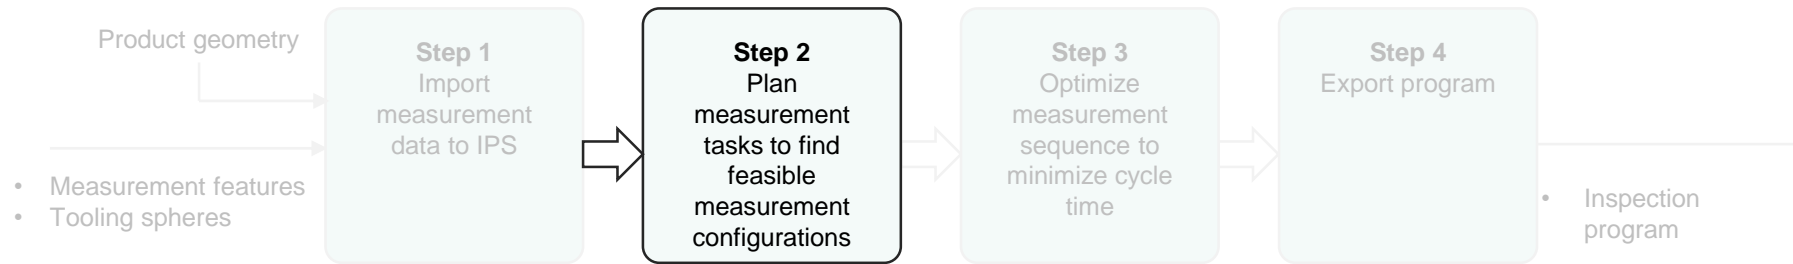 Product geometry
• Measurement features
• Tooling spheres
Step 1
Import
measurement
data to IPS
Step 2
Plan
measurement
tasks to find
feasible
measurement
configurations
Step 3
Optimize
measurement
sequence to
minimize cycle
time
Step 4
Export program
• Inspection
program